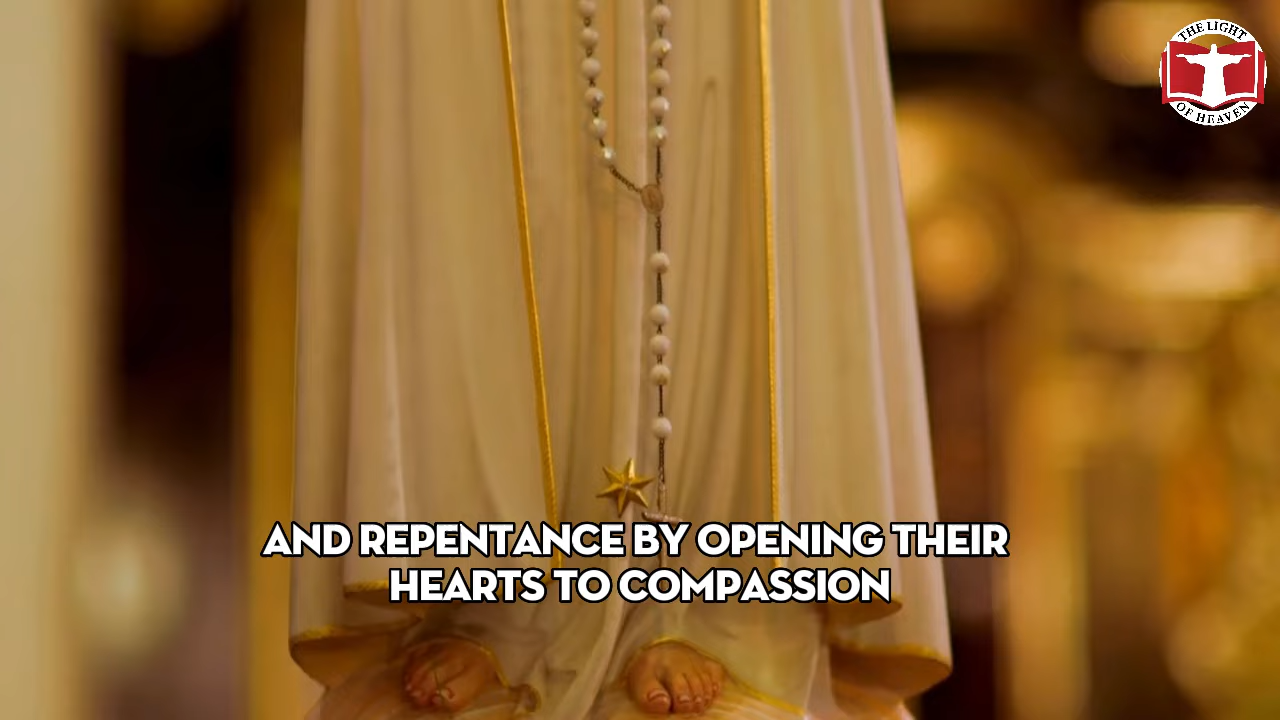 THE LIGHT
OF HEAVEN
AND REPENTANCE BY OPENING THEIR
HEARTS TO COMPASSION